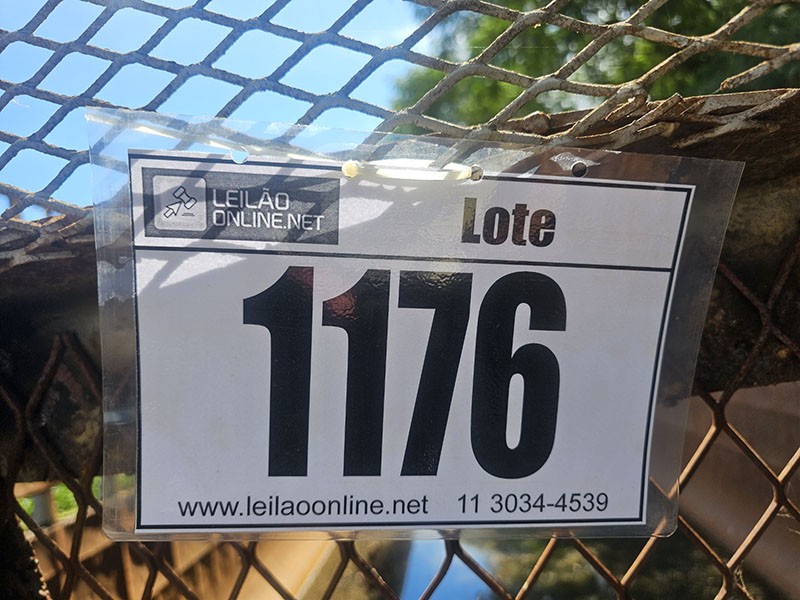 LEILÃO
ONLINE.NET
Lote
1176
www.leilaoonline.net 11 3034-4539